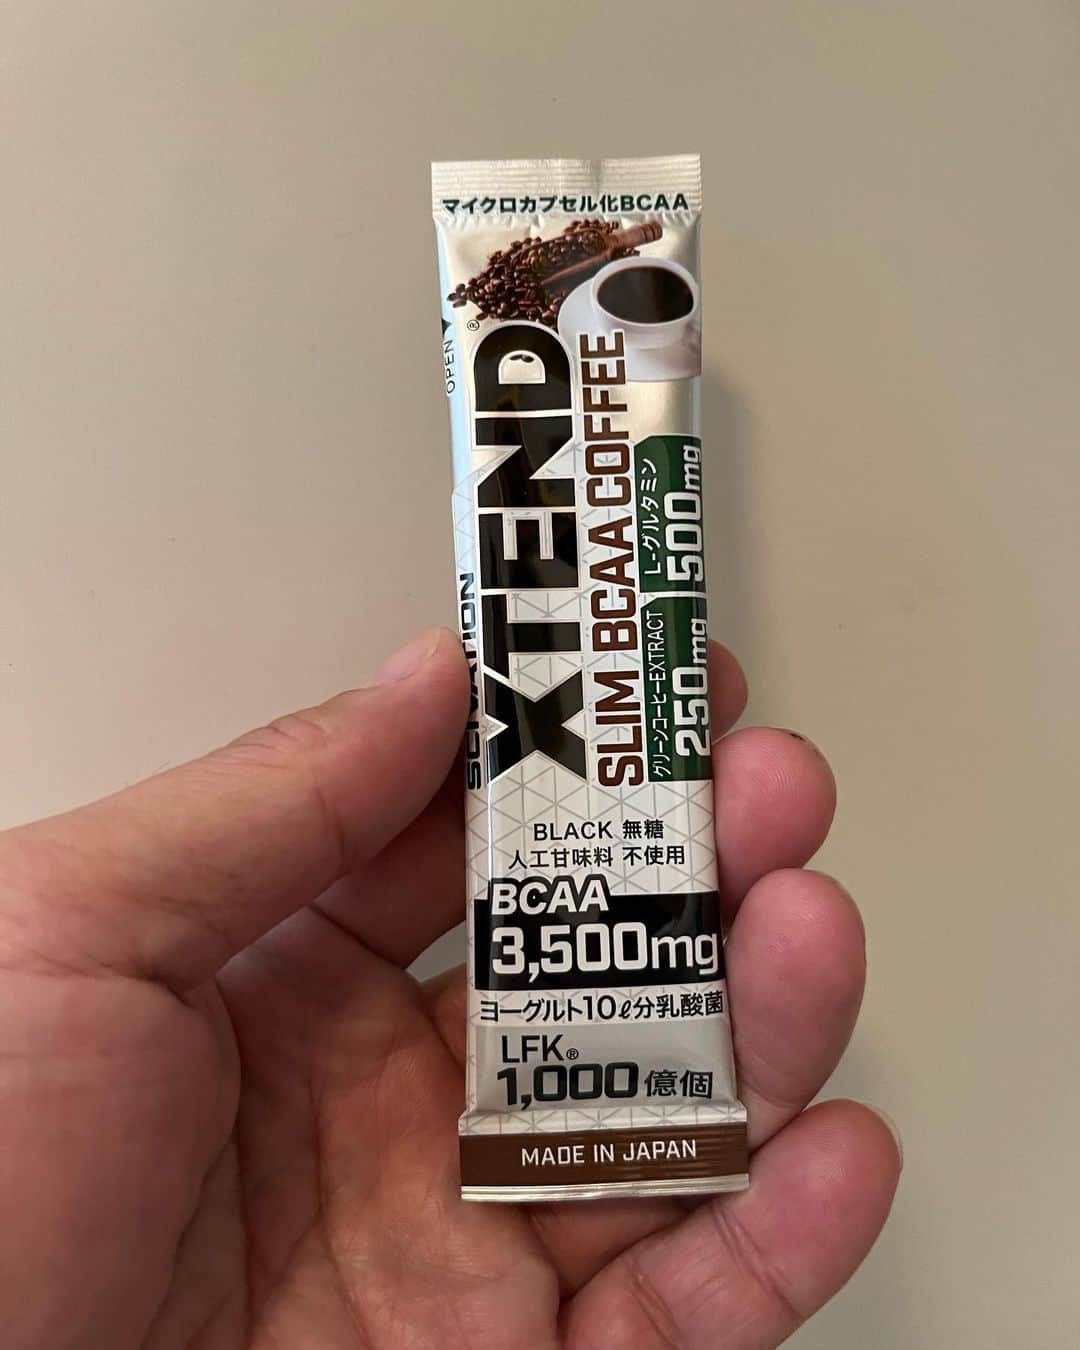 マイクロカプセル化BCAA
OPEN
SCIVATION
XTEND®
SLIM BCAA COFFEE
グリーンコーヒーEXTRACT
250mg
L-グルタミン
500mg
BLACK 無糖
人工甘味料 不使用
BCAA
3,500mg
ヨーグルト10ℓ分乳酸菌
LFK®
1,000億個
MADE IN JAPAN